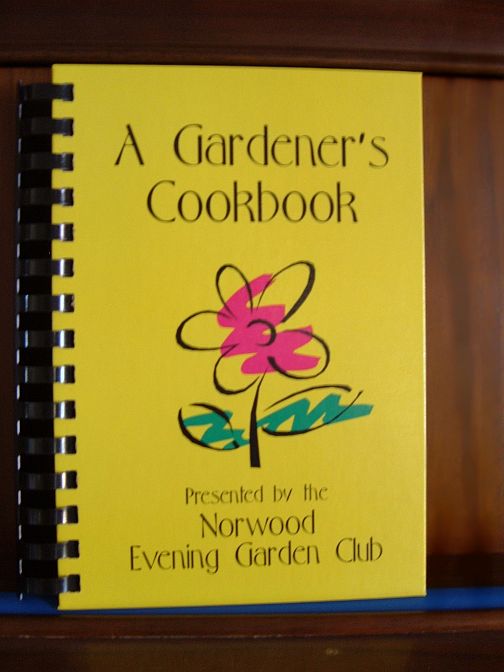 A Gardener's
Cookbook
Presented by the
Norwood
Evening Garden Club